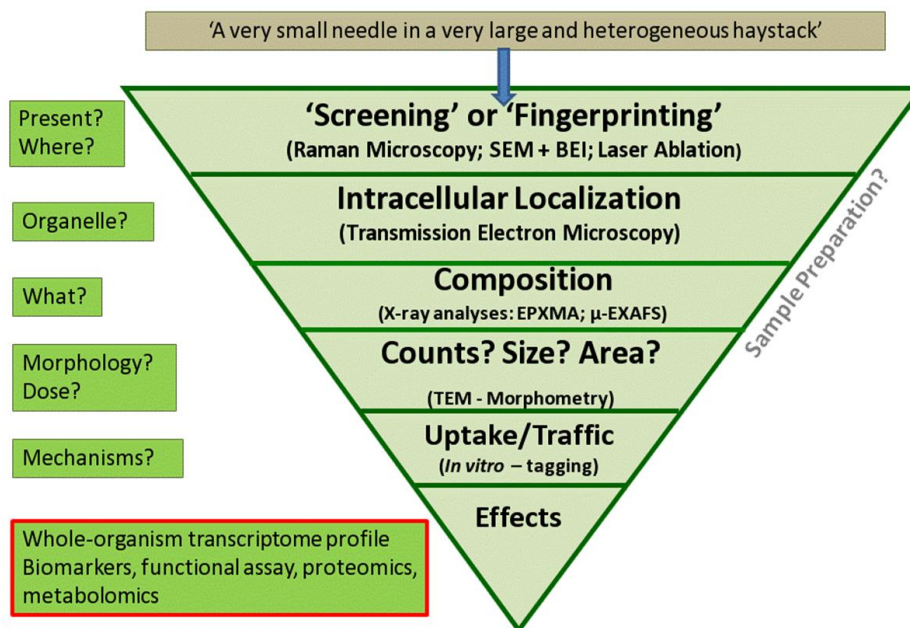 ‘A very small needle in a very large and heterogeneous haystack’
Present?
Where?
‘Screening’ or ‘Fingerprinting’
(Raman Microscopy; SEM + BEI; Laser Ablation)
Organelle?
Intracellular Localization
(Transmission Electron Microscopy)
Sample Preparation?
What?
Composition
(X-ray analyses: EPXMA; μ-EXAFS)
Morphology?
Dose?
Counts? Size? Area?
(TEM - Morphometry)
Mechanisms?
Uptake/Traffic
(In vitro – tagging)
Effects
Whole-organism transcriptome profile
Biomarkers, functional assay, proteomics,
metabolomics